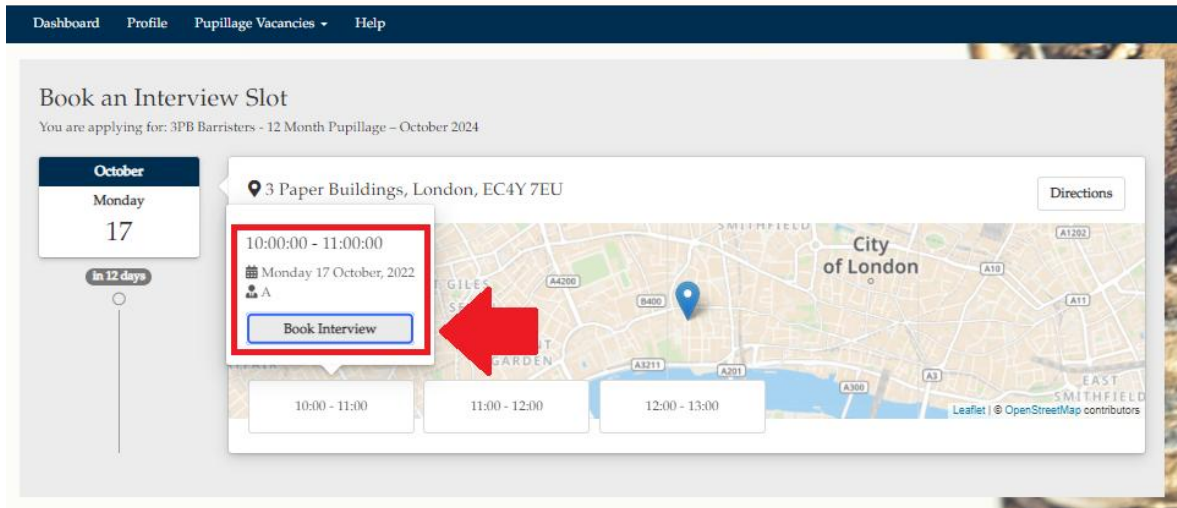 Dashboard Profile Pupillage Vacancies Help
Book an Interview Slot
You are applying for: 3PB Barristers - 12 Month Pupillage – October 2024
October
Monday
17
in 12 days
3 Paper Buildings, London, EC4Y 7EU
Directions
10:00:00 - 11:00:00
Monday 17 October, 2022
A
Book Interview
SMITHFIELD
City
of London
A1202
A10
A11
GILES
A4200
B400
GARDEN
A3211
A201
A300
A3
EAST
SMITHFIELD
10:00 - 11:00
11:00 - 12:00
12:00 - 13:00
Leaflet | © OpenStreetMap contributors